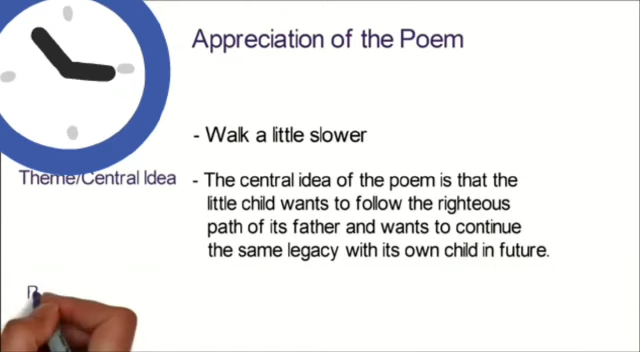 Appreciation of the Poem
- Walk a little slower
Theme/Central Idea - The central idea of the poem is that the
little child wants to follow the righteous
path of its father and wants to continue
the same legacy with its own child in future.